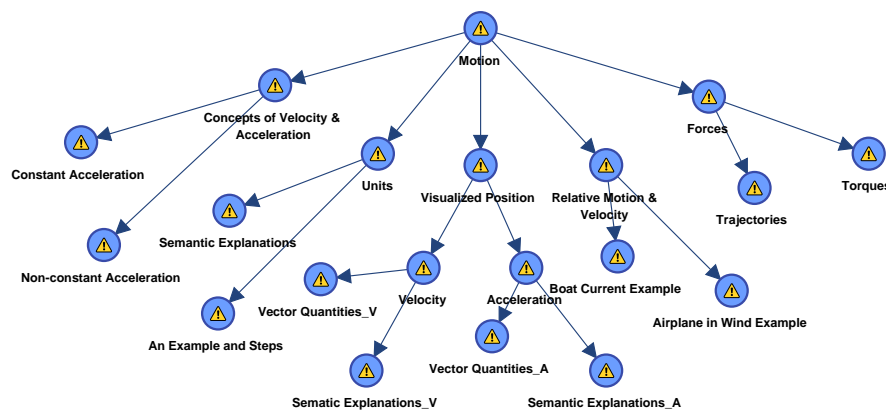 Motion
Concepts of Velocity &
Acceleration
Forces
Constant Acceleration
Units
Visualized Position
Relative Motion &
Velocity
Trajectories
Torques
Semantic Explanations
Non-constant Acceleration
Vector Quantities_V
Velocity
Acceleration
Boat Current Example
Airplane in Wind Example
An Example and Steps
Vector Quantities_A
Sematic Explanations_V
Semantic Explanations_A